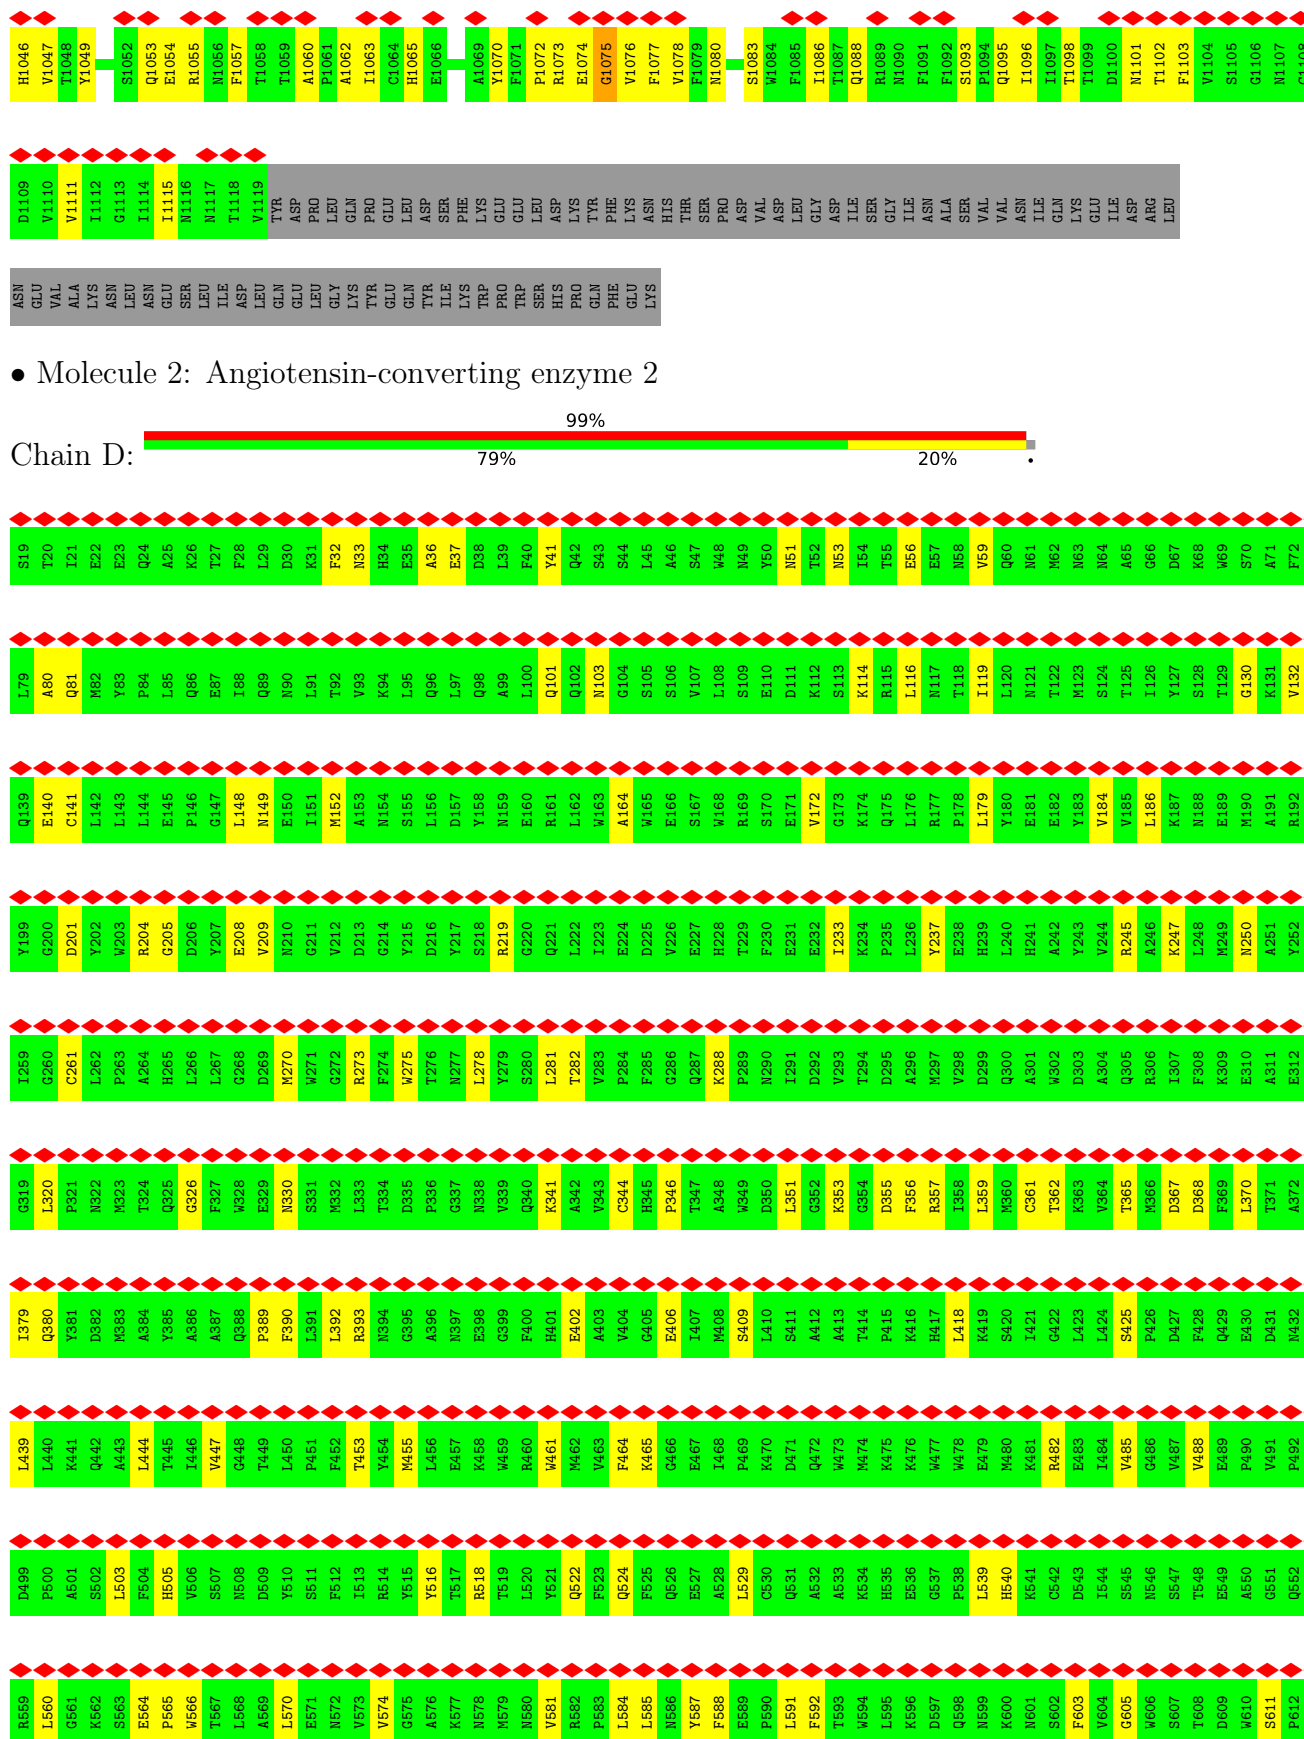 H1046 V1047 T1048 Y1049 S1052 Q1053 E1054 R1055 N1056 F1057 T1058 T1059 A1060 P1061 A1062 I1063 C1064 H1065 E1066 A1069 Y1070 F1071 P1072 R1073 E1074 G1075 V1076 F1077 V1078 F1079 N1080 S1083 W1084 F1085 I1086 T1087 Q1088 R1089 N1090 F1091 F1092 S1093 P1094 Q1095 I1096 I1097 T1098 T1099 D1100 N1101 T1102 F1103 V1104 S1105 G1106 N1107
D1109 V1110 V1111 I1112 G1113 I1114 I1115 N1116 N1117 T1118 V1119 TYR ASP PRO LEU GLN PRO GLU LEU ASP SER PHE LYS GLU GLU LEU ASP LYS TYR PHE LYS ASN HIS THR SER PRO ASP VAL ASP LEU GLY ASP ILE SER GLY ILE ASN ALA SER VAL VAL ASN ILE GLN LYS GLU ILE ASP ARG LEU
ASN GLU VAL ALA LYS ASN LEU ASN GLU SER LEU ILE ASP LEU GLN GLU LEU GLY LYS TYR GLU GLN TYR ILE LYS TRP PRO TRP SER HIS PRO GLN PHE GLU LYS
• Molecule 2: Angiotensin-converting enzyme 2
99%
Chain D:
79% 20% •
S19 T20 I21 E22 E23 Q24 A25 K26 T27 F28 L29 D30 K31 F32 N33 H34 E35 A36 E37 D38 L39 F40 Y41 Q42 S43 S44 L45 A46 S47 W48 N49 Y50 N51 T52 N53 I54 T55 E56 E57 N58 V59 Q60 N61 M62 N63 N64 A65 G66 D67 K68 W69 S70 A71 F72
L79 A80 Q81 M82 Y83 P84 L85 Q86 E87 I88 Q89 N90 L91 T92 V93 K94 L95 Q96 L97 Q98 A99 L100 Q101 Q102 N103 G104 S105 S106 V107 L108 S109 E110 D111 K112 S113 K114 R115 L116 N117 T118 I119 L120 N121 T122 M123 S124 T125 I126 Y127 S128 T129 G130 K131 V132
Q139 E140 C141 L142 L143 L144 E145 P146 G147 L148 N149 E150 I151 M152 A153 N154 S155 L156 D157 Y158 N159 E160 R161 L162 W163 A164 W165 E166 S167 W168 R169 S170 E171 V172 G173 K174 Q175 L176 R177 P178 L179 Y180 E181 E182 Y183 V184 V185 L186 K187 N188 E189 M190 A191 R192
Y199 G200 D201 Y202 W203 R204 G205 D206 Y207 E208 V209 N210 G211 V212 D213 G214 Y215 D216 Y217 S218 R219 G220 Q221 L222 I223 E224 D225 V226 E227 H228 T229 F230 E231 E232 I233 K234 P235 L236 Y237 E238 H239 L240 H241 A242 Y243 V244 R245 A246 K247 L248 M249 N250 A251 Y252
I259 G260 C261 L262 P263 A264 H265 L266 L267 G268 D269 M270 W271 G272 R273 F274 W275 T276 N277 L278 Y279 S280 L281 T282 V283 P284 F285 G286 Q287 K288 P289 N290 I291 D292 V293 T294 D295 A296 M297 V298 D299 Q300 A301 W302 D303 A304 Q305 R306 I307 F308 K309 E310 A311 E312
G319 L320 P321 N322 M323 T324 Q325 G326 F327 W328 E329 N330 S331 M332 L333 T334 D335 P336 G337 N338 V339 Q340 K341 A342 V343 C344 H345 P346 T347 A348 W349 D350 L351 G352 K353 G354 D355 F356 R357 I358 L359 M360 C361 T362 K363 V364 T365 M366 D367 D368 F369 L370 T371 A372
I379 Q380 Y381 D382 M383 A384 Y385 A386 A387 Q388 P389 F390 L391 L392 R393 N394 G395 A396 N397 E398 G399 F400 H401 E402 A403 V404 G405 E406 I407 M408 S409 L410 S411 A412 A413 T414 P415 K416 H417 L418 K419 S420 I421 G422 L423 L424 S425 P426 D427 F428 Q429 E430 D431 N432
L439 L440 K441 Q442 A443 L444 T445 I446 V447 G448 T449 L450 P451 F452 T453 Y454 M455 L456 E457 K458 W459 R460 W461 M462 V463 F464 K465 G466 E467 I468 P469 K470 D471 Q472 W473 M474 K475 K476 W477 W478 E479 M480 K481 R482 E483 I484 V485 G486 V487 V488 E489 P490 V491 P492
D499 P500 A501 S502 L503 F504 H505 V506 S507 N508 D509 Y510 S511 F512 I513 R514 Y515 Y516 T517 R518 T519 L520 Y521 Q522 F523 Q524 F525 Q526 E527 A528 L529 C530 Q531 A532 A533 K534 H535 E536 G537 P538 L539 H540 K541 C542 D543 I544 S545 N546 S547 T548 E549 A550 G551 Q552
R559 L560 G561 K562 S563 E564 P565 W566 T567 L568 A569 L570 E571 N572 V573 V574 G575 A576 K577 N578 M579 N580 V581 R582 P583 L584 L585 N586 Y587 F588 E589 P590 L591 F592 T593 W594 L595 K596 D597 Q598 N599 K600 N601 S602 F603 V604 G605 W606 S607 T608 D609 W610 S611 P612